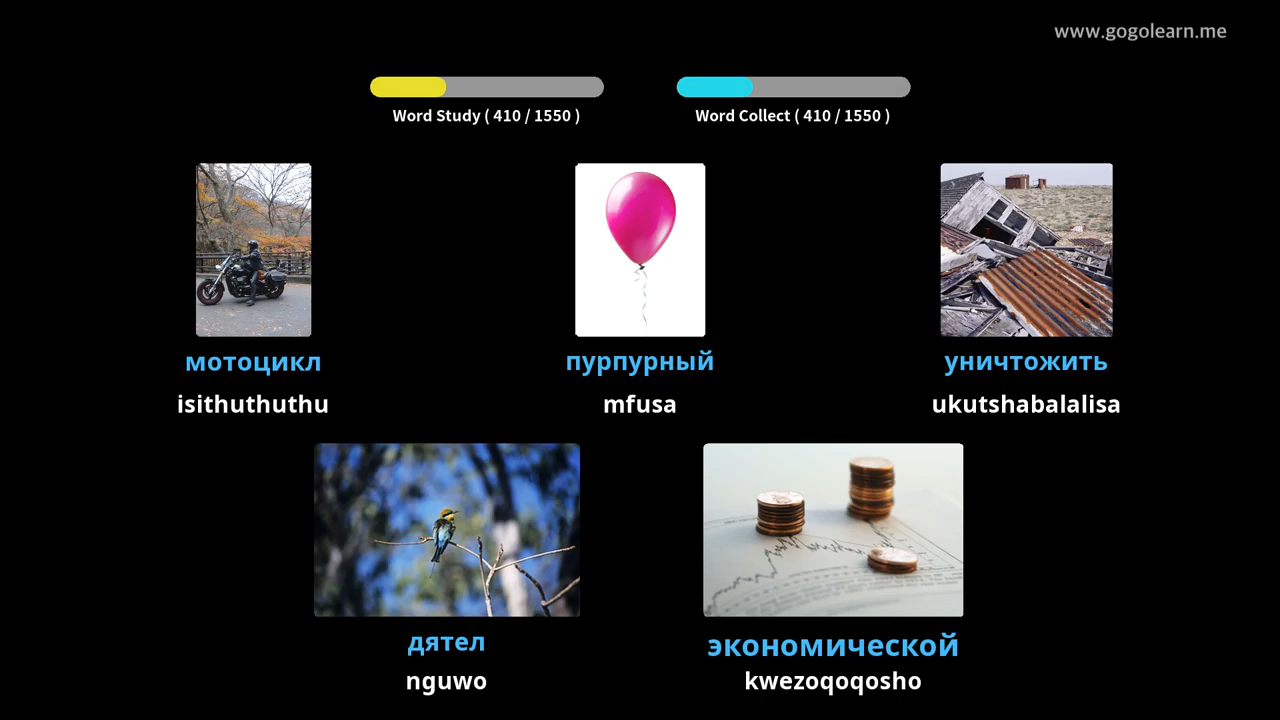 www.gogolearn.me
Word Study ( 410 / 1550 )
Word Collect ( 410 / 1550 )
мотоцикл
isithuthuthu
пурпурный
mfusa
уничтожить
ukutshabalalisa
дятел
nguwo
экономической
kwezoqoqosho